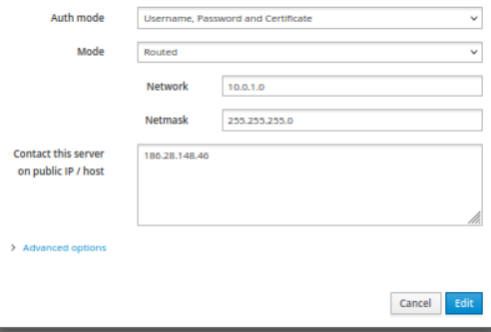 Auth mode Username, Password and Certificate
Mode Routed
Network 10.0.1.0
Netmask 255.255.255.0
Contact this server 186.28.148.46
on public IP / host
Advanced options
Cancel Edit